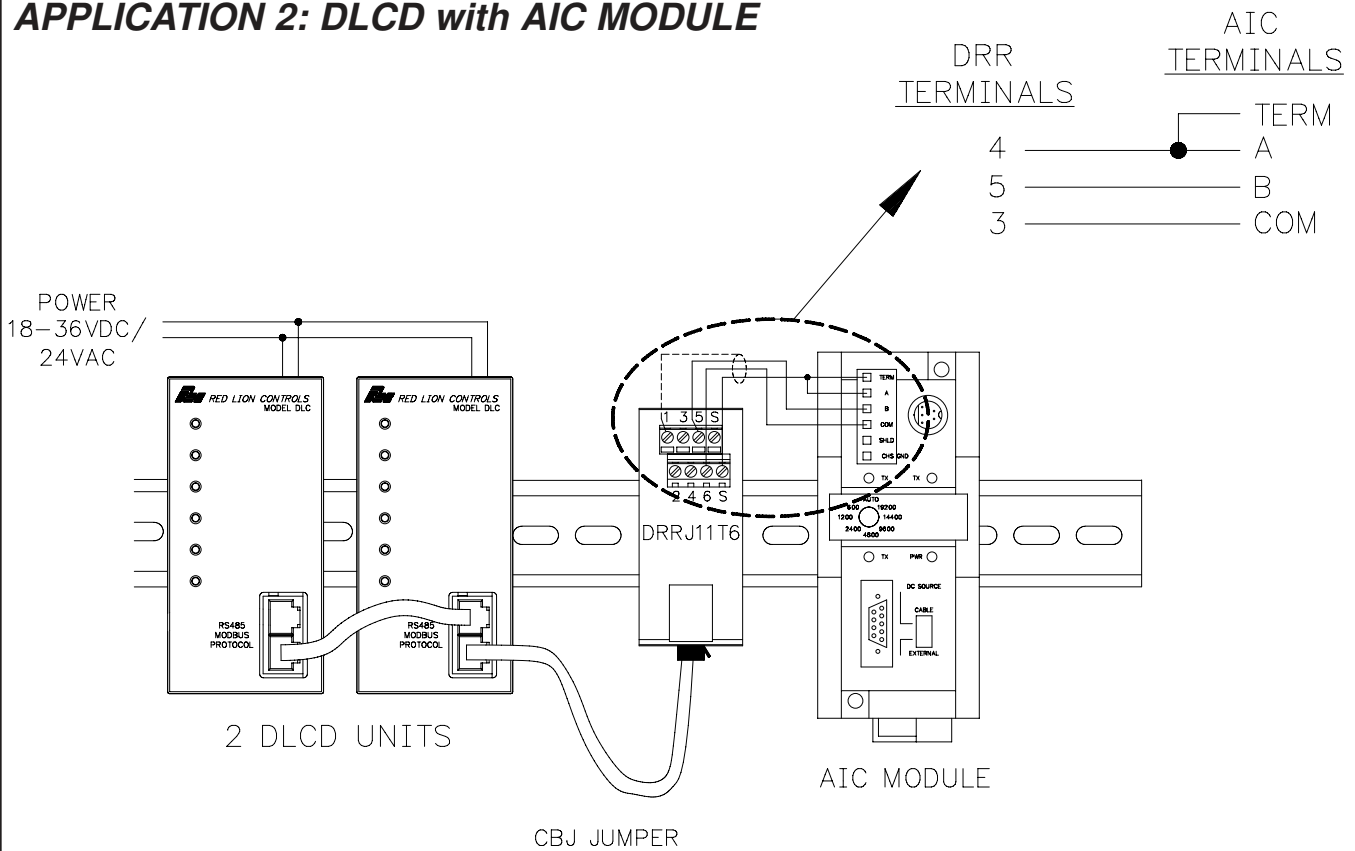 APPLICATION 2: DLCD with AIC MODULE
DRR
TERMINALS
AIC
TERMINALS
TERM
4 A
5 B
3 COM
POWER
18-36VDC/
24VAC
RED LION CONTROLS
MODEL DLC
RS485
MODBUS
PROTOCOL
RED LION CONTROLS
MODEL DLC
RS485
MODBUS
PROTOCOL
2 DLCD UNITS
1 3 5 S
2 4 6 S
DRRJ11T6
TERM
A
B
COM
SHLD
CHS GND
TX TX
AUTO
600 19200
1200 14400
2400 9600
4800
TX PWR
DC SOURCE
CABLE
EXTERNAL
AIC MODULE
CBJ JUMPER